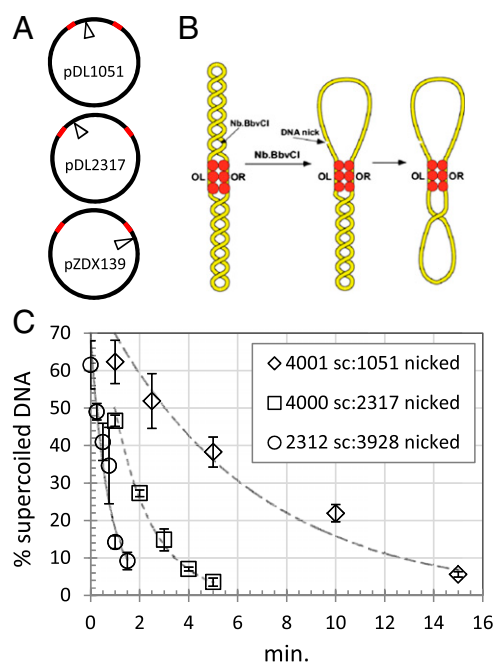 A
pDL1051
pDL2317
pZDX139
B
Nb.BbvCI
DNA nick
Nb.BbvCI
OL OR
OL OR
OL OR
C
70
60
50
40
30
20
10
0
% supercoiled DNA
4001 sc:1051 nicked
4000 sc:2317 nicked
2312 sc:3928 nicked
0 2 4 6 8 10 12 14 16
min.